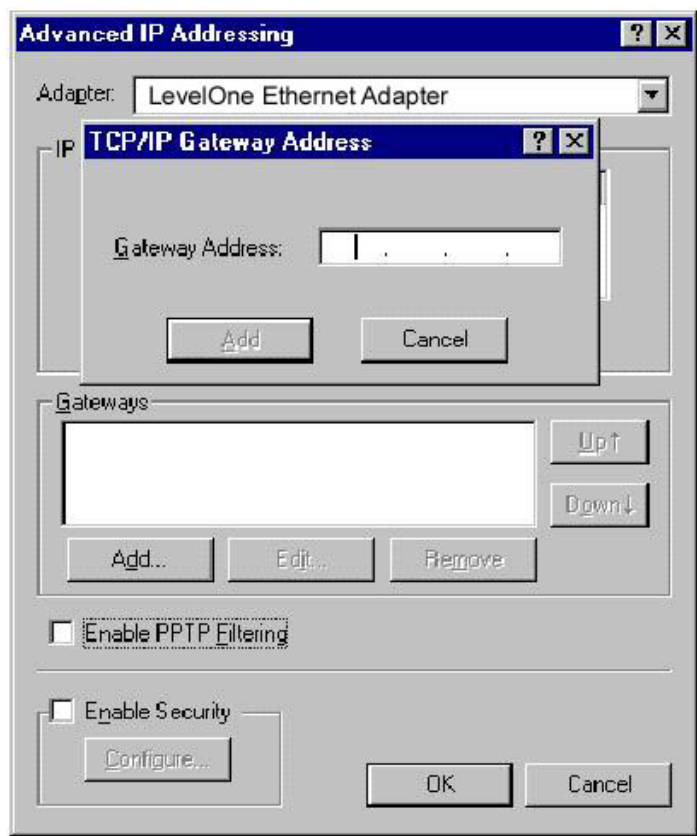 Advanced IP Addressing
Adapter: LevelOne Ethernet Adapter
IP
TCP/IP Gateway Address
Gateway Address: . . .
Add
Cancel
Gateways
Up↑
Down↓
Add...
Edit...
Remove
Enable PPTP Filtering
Enable Security
Configure...
OK
Cancel